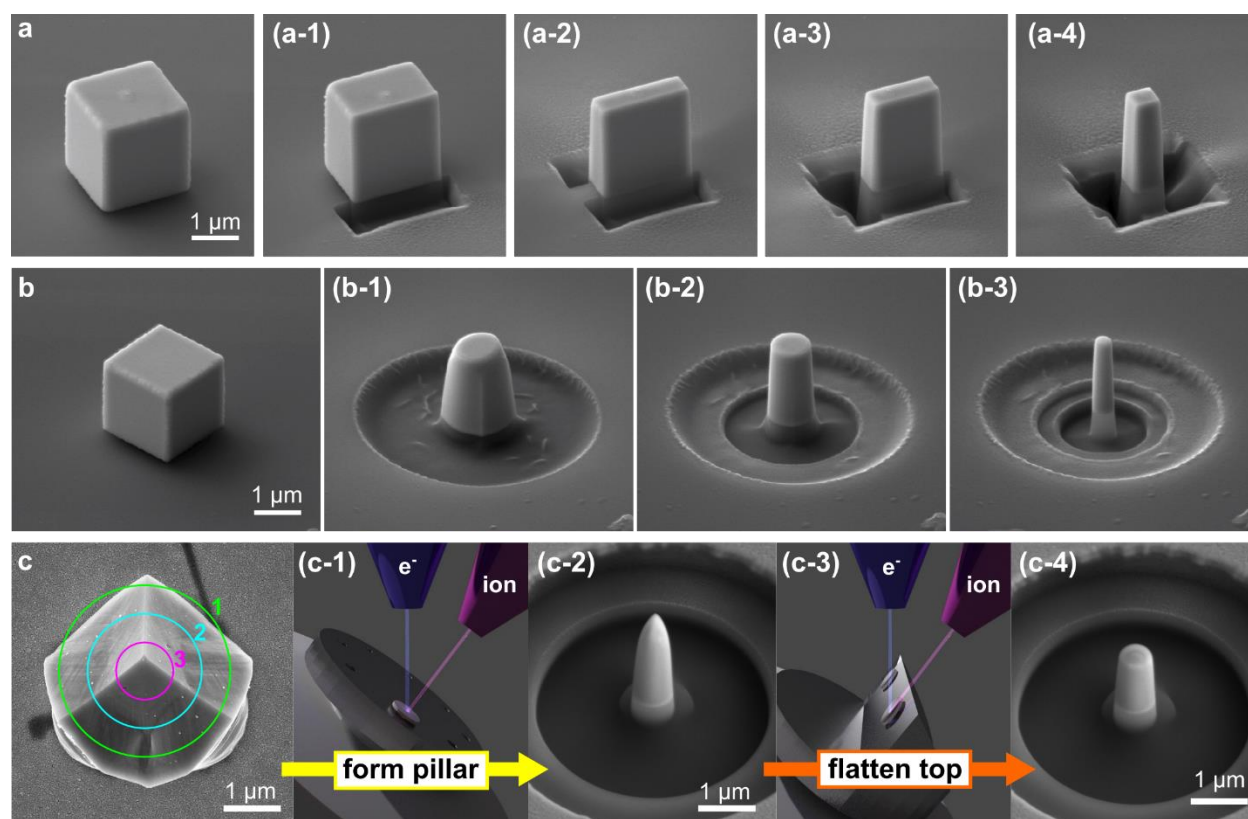 a
(a-1)
(a-2)
(a-3)
(a-4)
1 μm
b
(b-1)
(b-2)
(b-3)
1 μm
c
1
2
3
1 μm
(c-1)
e-
ion
form pillar
(c-2)
1 μm
(c-3)
e-
ion
flatten top
(c-4)
1 μm